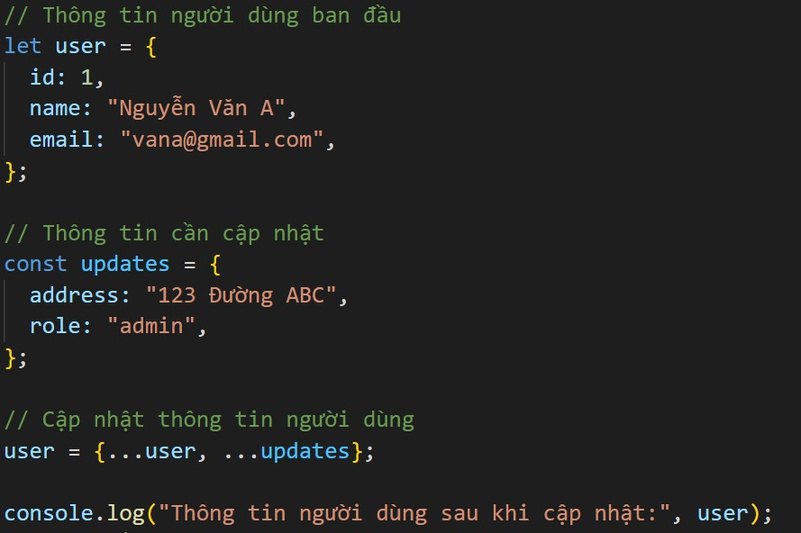 // Thông tin người dùng ban đầu
let user = {
  id: 1,
  name: "Nguyễn Văn A",
  email: "vana@gmail.com",
};

// Thông tin cần cập nhật
const updates = {
  address: "123 Đường ABC",
  role: "admin",
};

// Cập nhật thông tin người dùng
user = {...user, ...updates};

console.log("Thông tin người dùng sau khi cập nhật:", user);